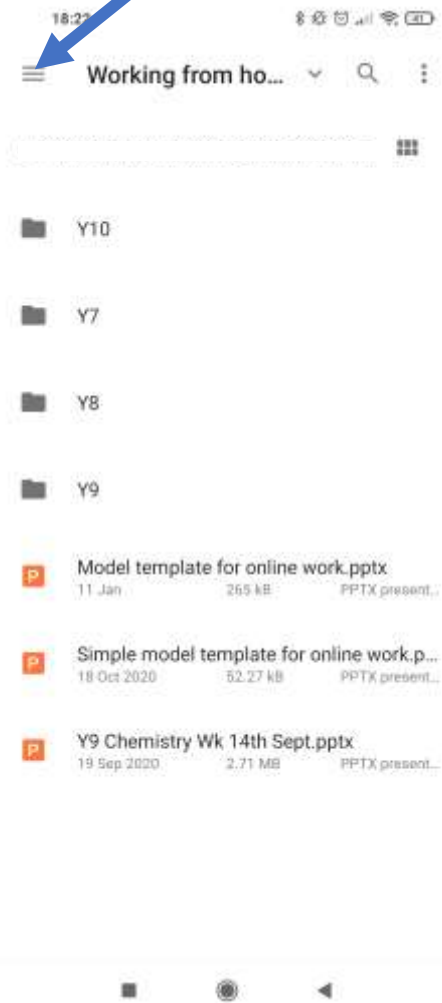 Working from ho...
Y10
Y7
Y8
Y9
P Model template for online work.pptx
11 Jan 265 kB PPTX present...
P Simple model template for online work.p...
18 Oct 2020 52.27 kB PPTX present...
P Y9 Chemistry Wk 14th Sept.pptx
19 Sep 2020 2.71 MB PPTX present...